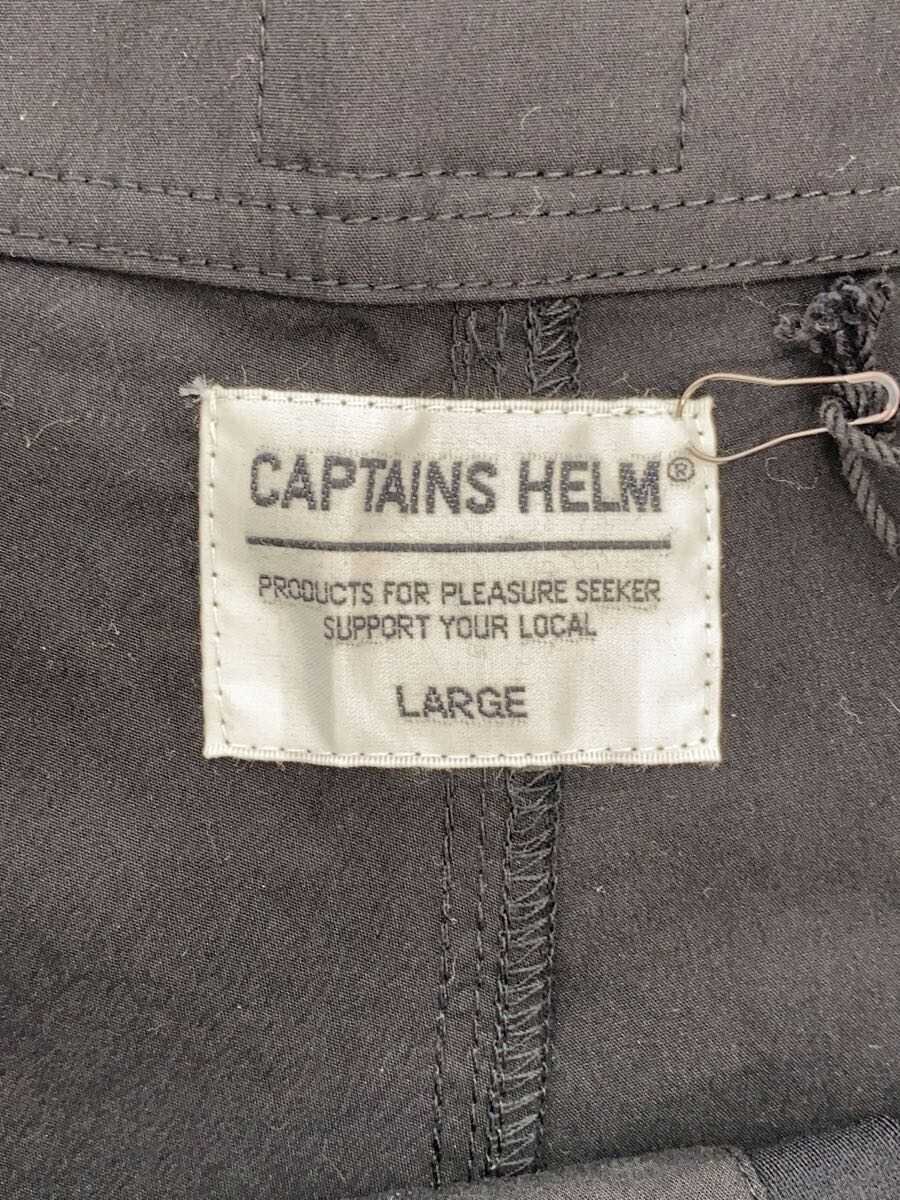 CAPTAINS HELM®
PRODUCTS FOR PLEASURE SEEKER
SUPPORT YOUR LOCAL
LARGE